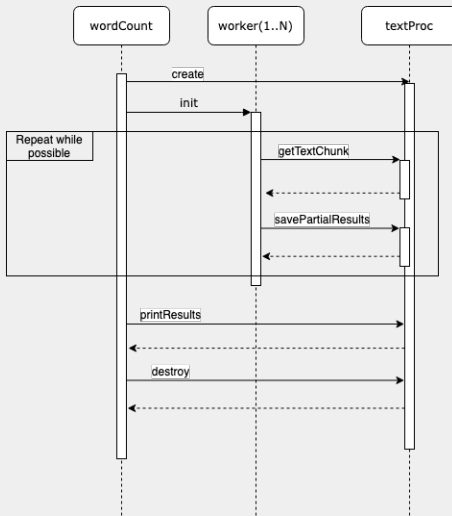 wordCount
worker(1..N)
textProc
create
init
Repeat while
possible
getTextChunk
savePartialResults
printResults
destroy